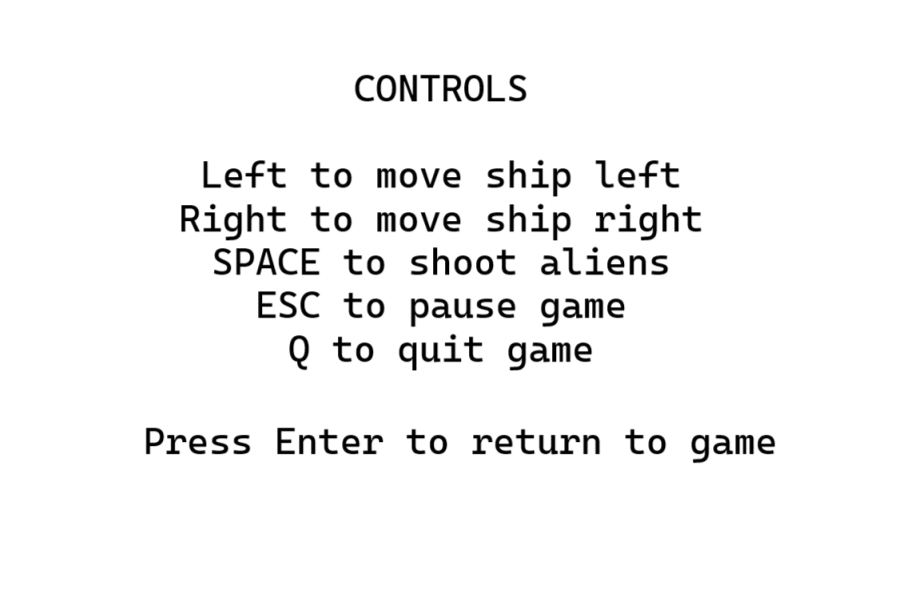 CONTROLS
Left to move ship left
Right to move ship right
SPACE to shoot aliens
ESC to pause game
Q to quit game
Press Enter to return to game